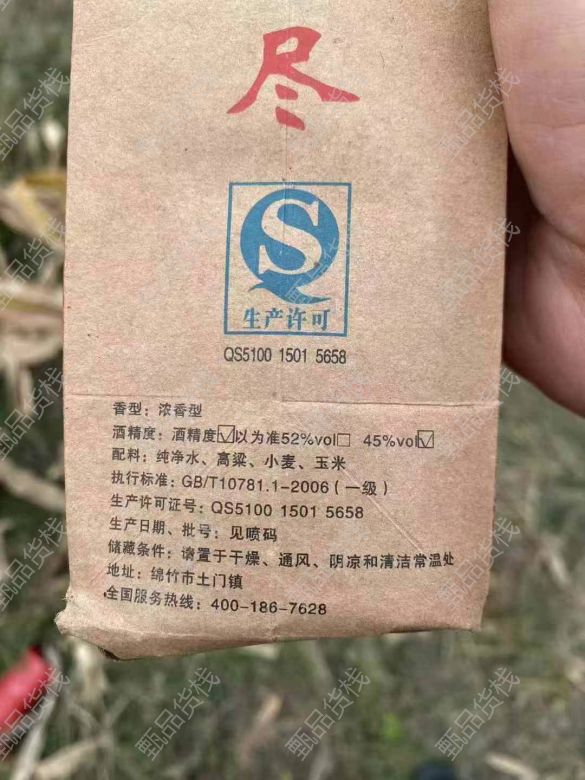 尽
QS
生产许可
QS5100 1501 5658
香型：浓香型
酒精度：酒精度☑以为准52%vol☐ 45%vol☑
配料：纯净水、高粱、小麦、玉米
执行标准：GB/T10781.1-2006（一级）
生产许可证号：QS5100 1501 5658
生产日期、批号：见喷码
储藏条件：请置于干燥、通风、阴凉和清洁常温处
地址：绵竹市土门镇
全国服务热线：400-186-7628
甄品货栈